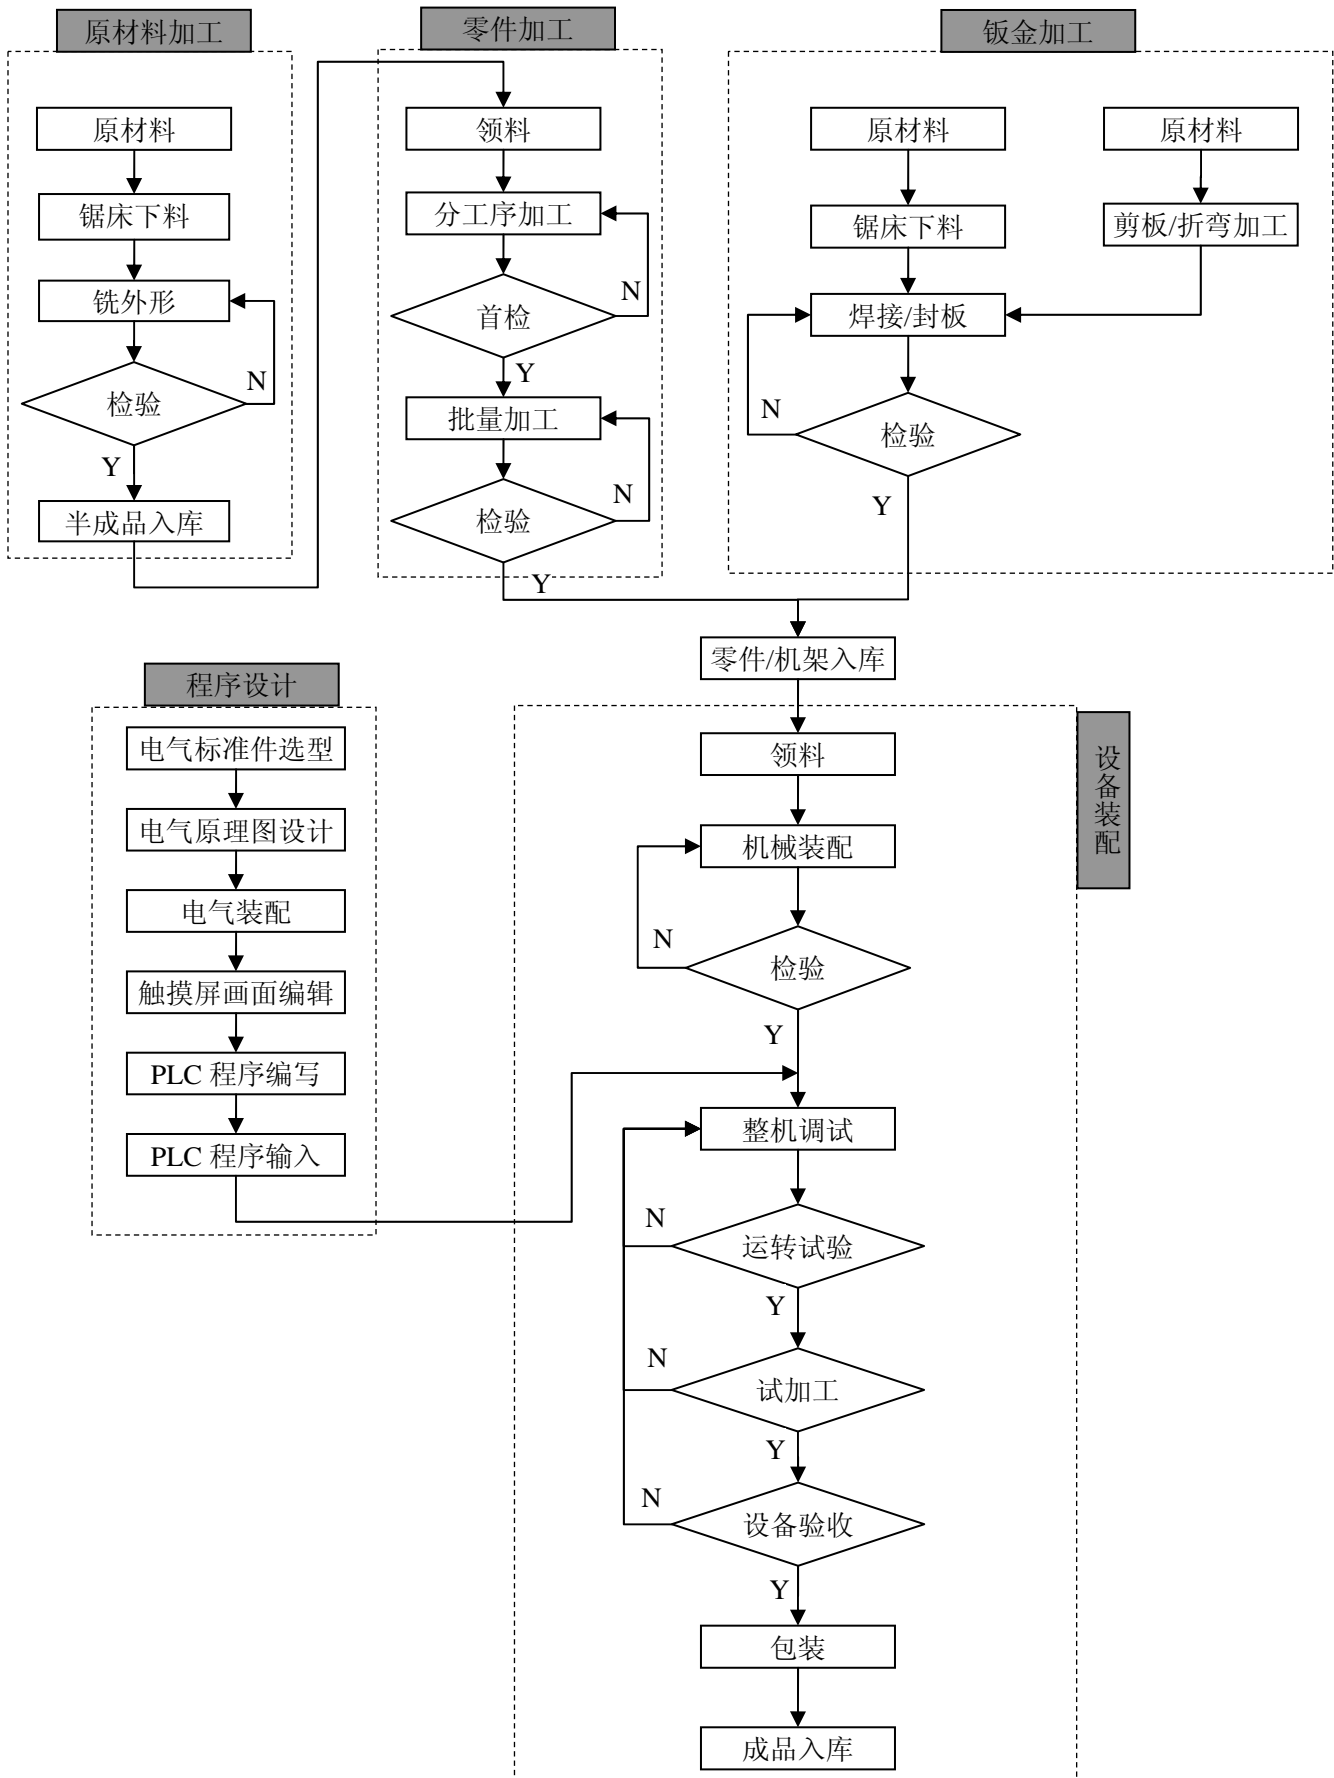 原材料加工
原材料
锯床下料
铣外形
检验
N
Y
半成品入库
零件加工
领料
分工序加工
首检
N
Y
批量加工
检验
N
Y
钣金加工
原材料
原材料
锯床下料
剪板/折弯加工
焊接/封板
检验
N
Y
零件/机架入库
程序设计
电气标准件选型
电气原理图设计
电气装配
触摸屏画面编辑
PLC 程序编写
PLC 程序输入
设备装配
领料
机械装配
检验
N
Y
整机调试
运转试验
N
Y
试加工
N
Y
设备验收
N
Y
包装
成品入库